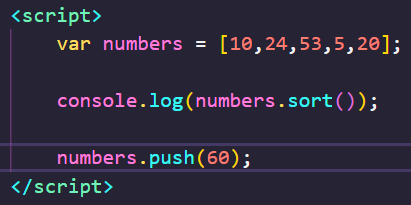 <script>
var numbers = [10,24,53,5,20];
console.log(numbers.sort());
numbers.push(60);
</script>